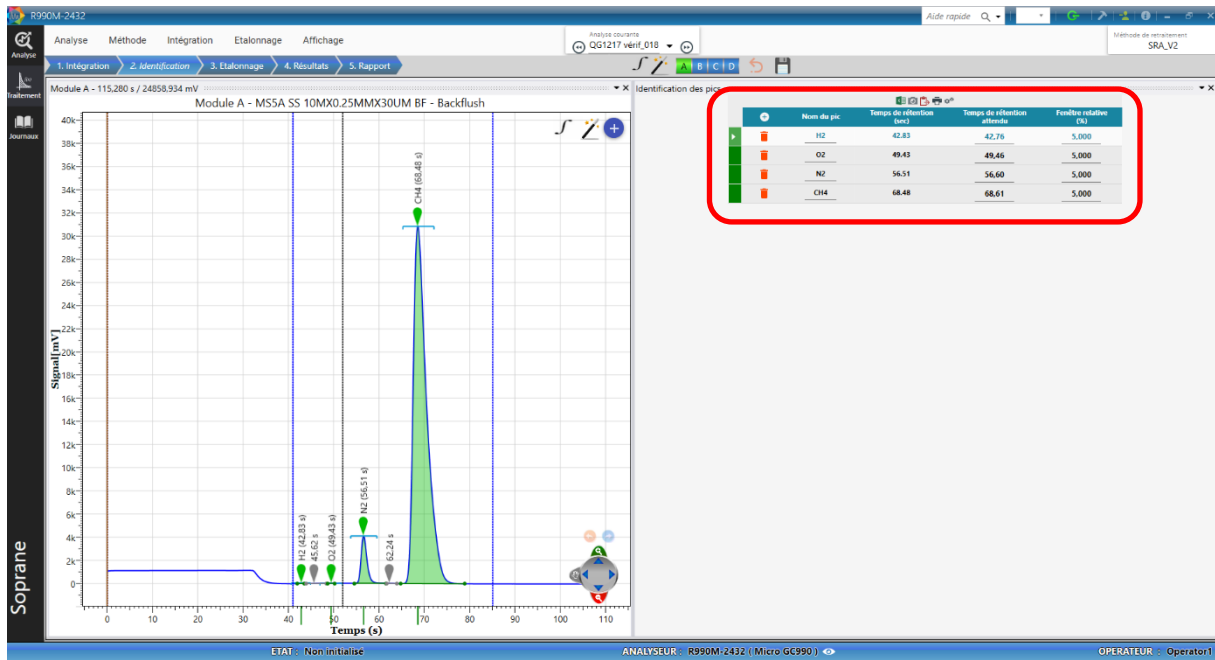 R990M-2432
Aide rapide
Analyse
Traitement
Journaux
Soprane
Analyse Méthode Intégration Etalonnage Affichage
Analyse courante
QG1217 vérif_018
Méthode de retraitement
SRA_V2
1. Intégration 2. Identification 3. Etalonnage 4. Résultats 5. Rapport
A B C D
Module A - 115,280 s / 24858,934 mV
Module A - MS5A SS 10MX0.25MMX30UM BF - Backflush
40k
38k
36k
34k
32k
30k
28k
26k
24k
22k
20k
18k
16k
14k
12k
10k
8k
6k
4k
2k
0
Signal[mV]
H2 (42.83 s)
45.62 s
O2 (49.43 s)
N2 (56.51 s)
62.24 s
CH4 (68.48 s)
0 10 20 30 40 50 60 70 80 90 100 110
Temps (s)
Identification des pics
Nom du pic Temps de rétention (sec) Temps de rétention attendu Fenêtre relative (%)
H2 42.83 42,76 5,000
O2 49.43 49,46 5,000
N2 56.51 56,60 5,000
CH4 68.48 68,61 5,000
ETAT : Non initialisé
ANALYSEUR : R990M-2432 ( Micro GC990 )
OPERATEUR : Operator1